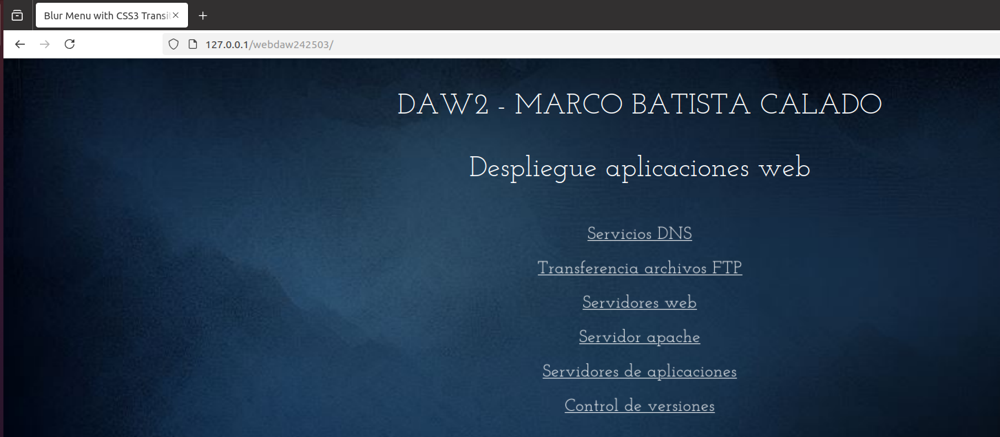 Blur Menu with CSS3 Transi
127.0.0.1/webdaw242503/
DAW2 - MARCO BATISTA CALADO
Despliegue aplicaciones web
Servicios DNS
Transferencia archivos FTP
Servidores web
Servidor apache
Servidores de aplicaciones
Control de versiones